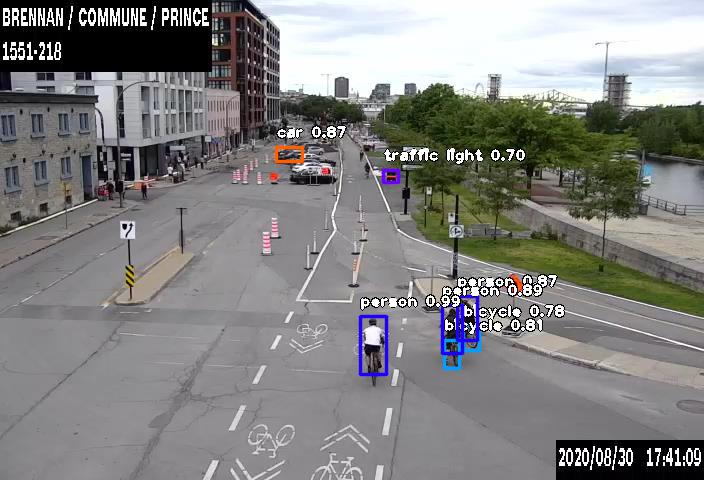 BRENNAN / COMMUNE / PRINCE
1551-218
car 0.87
traffic light 0.70
person 0.87
person 0.89
person 0.99
bicycle 0.78
bicycle 0.81
2020/08/30 17:41:09